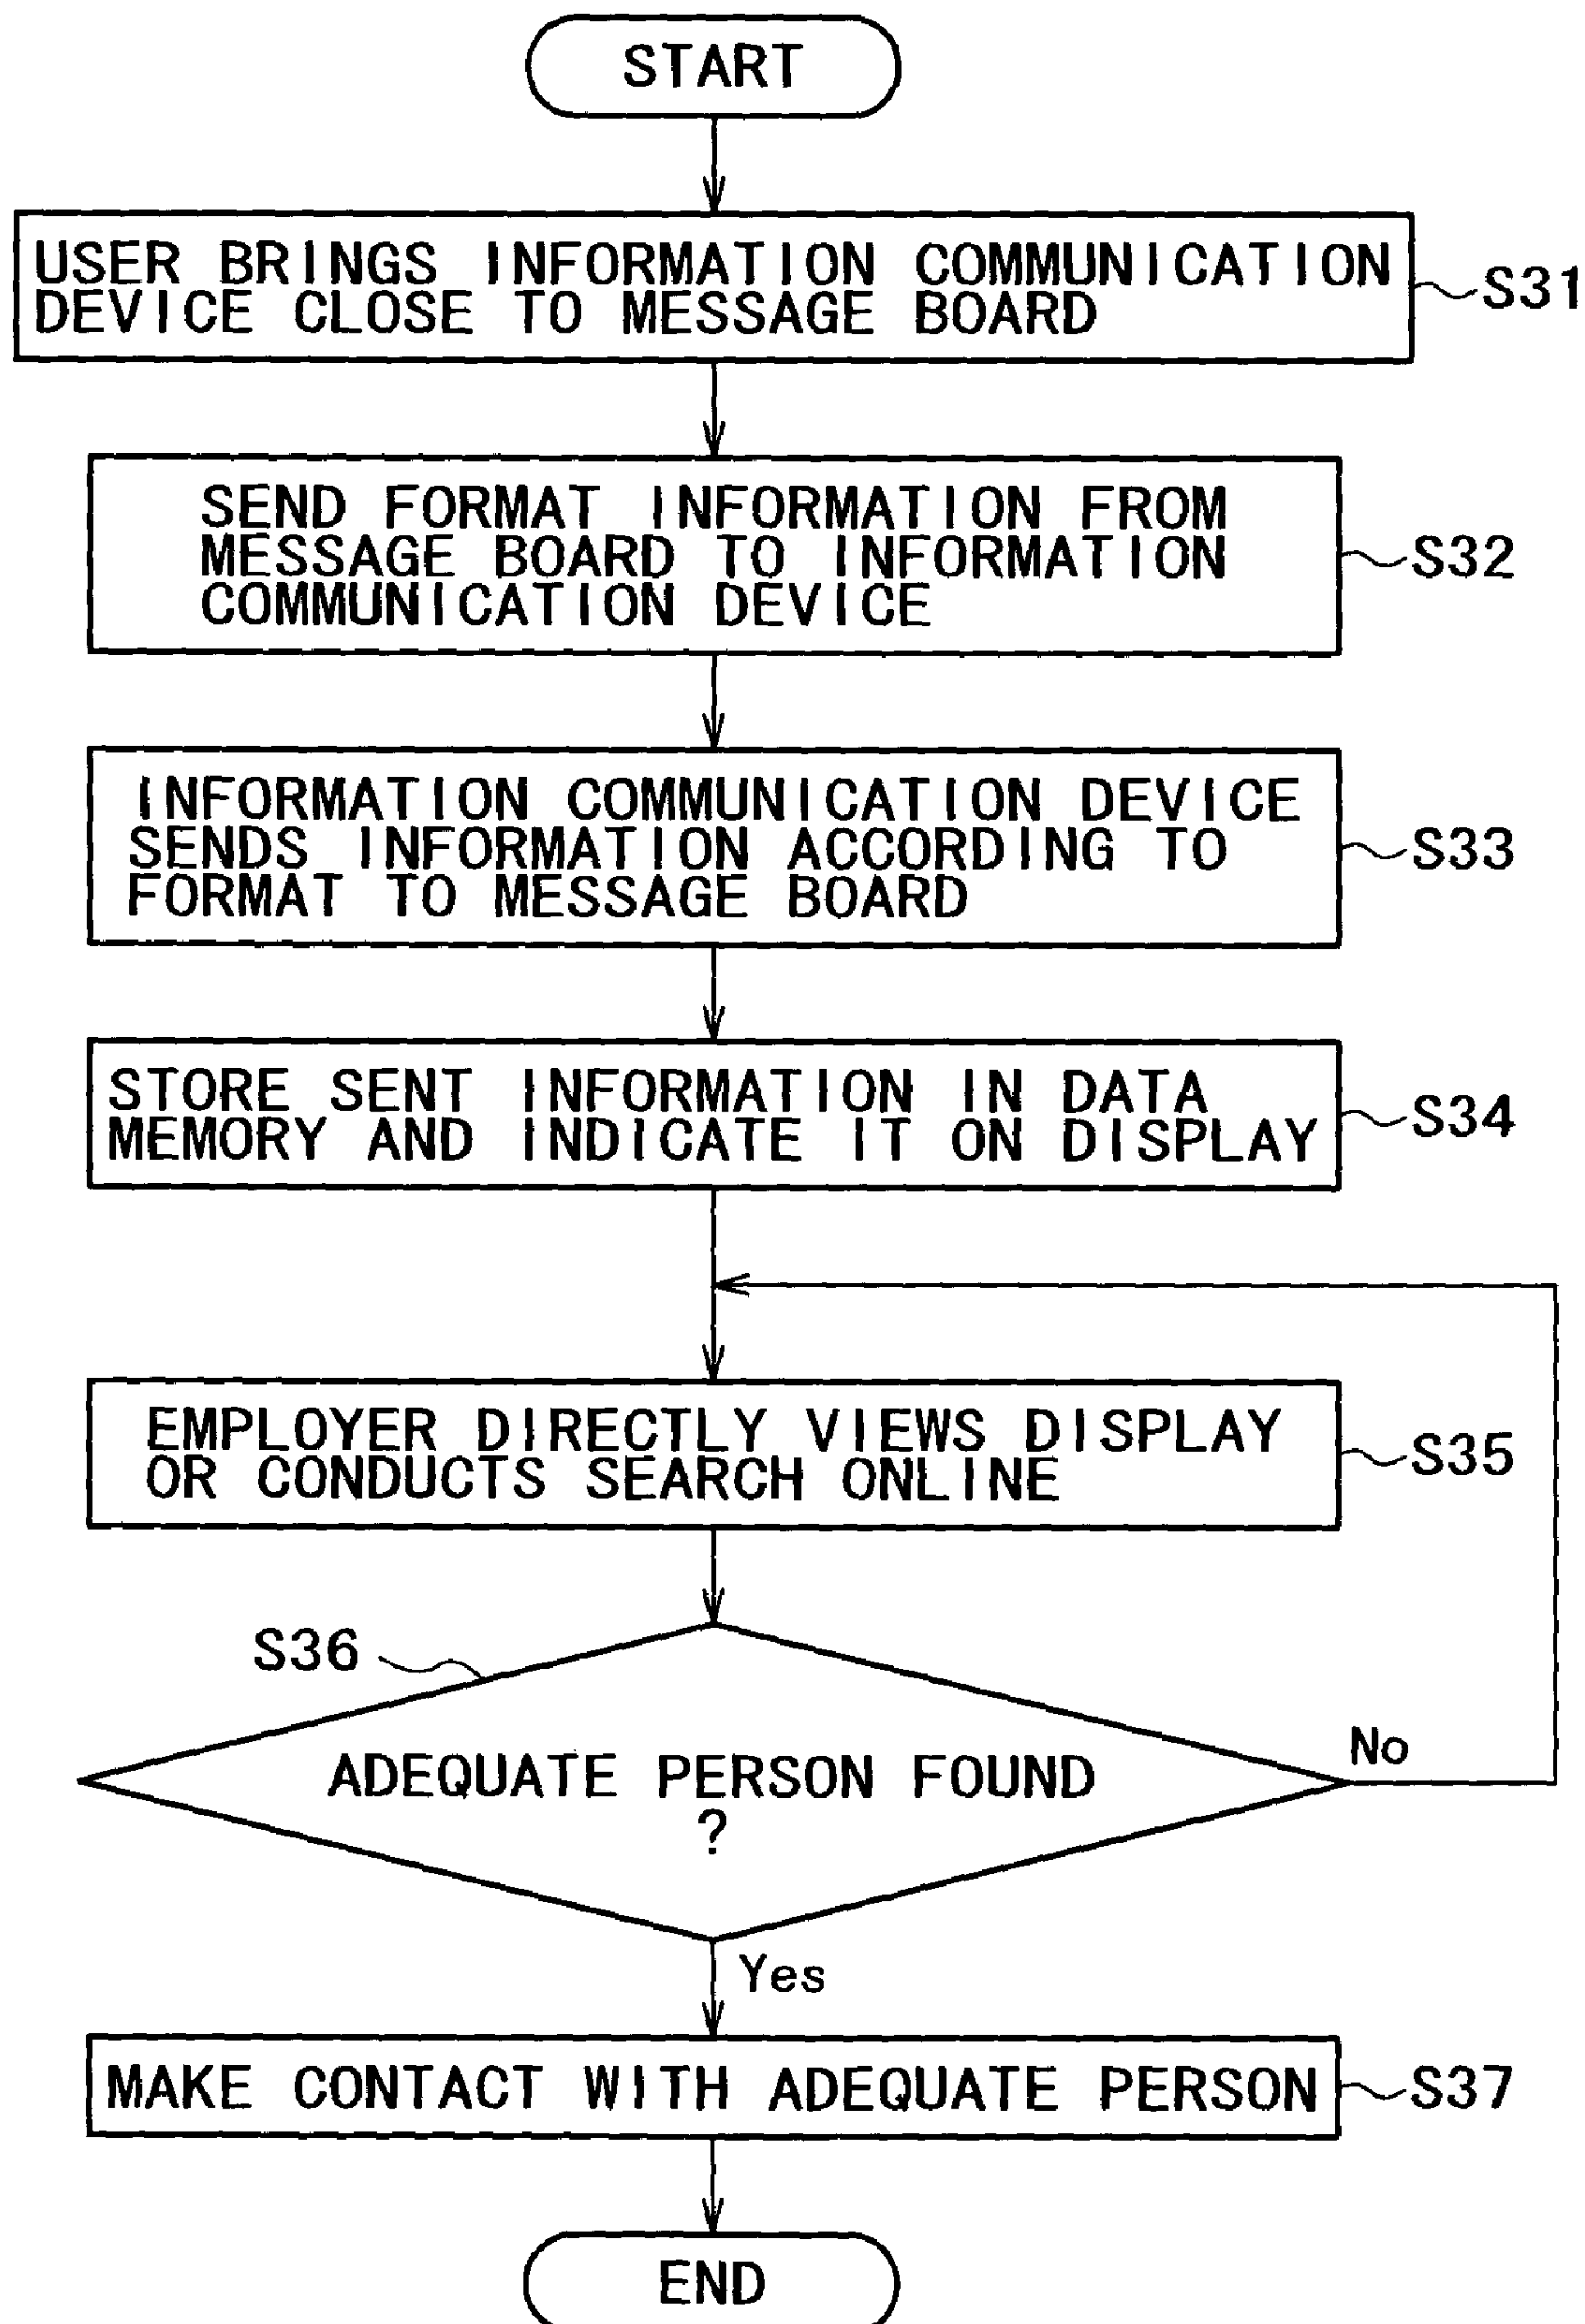 START
USER BRINGS INFORMATION COMMUNICATION
DEVICE CLOSE TO MESSAGE BOARD
S31
SEND FORMAT INFORMATION FROM
MESSAGE BOARD TO INFORMATION
COMMUNICATION DEVICE
S32
INFORMATION COMMUNICATION DEVICE
SENDS INFORMATION ACCORDING TO
FORMAT TO MESSAGE BOARD
S33
STORE SENT INFORMATION IN DATA
MEMORY AND INDICATE IT ON DISPLAY
S34
EMPLOYER DIRECTLY VIEWS DISPLAY
OR CONDUCTS SEARCH ONLINE
S35
S36
ADEQUATE PERSON FOUND
?
No
Yes
MAKE CONTACT WITH ADEQUATE PERSON
S37
END